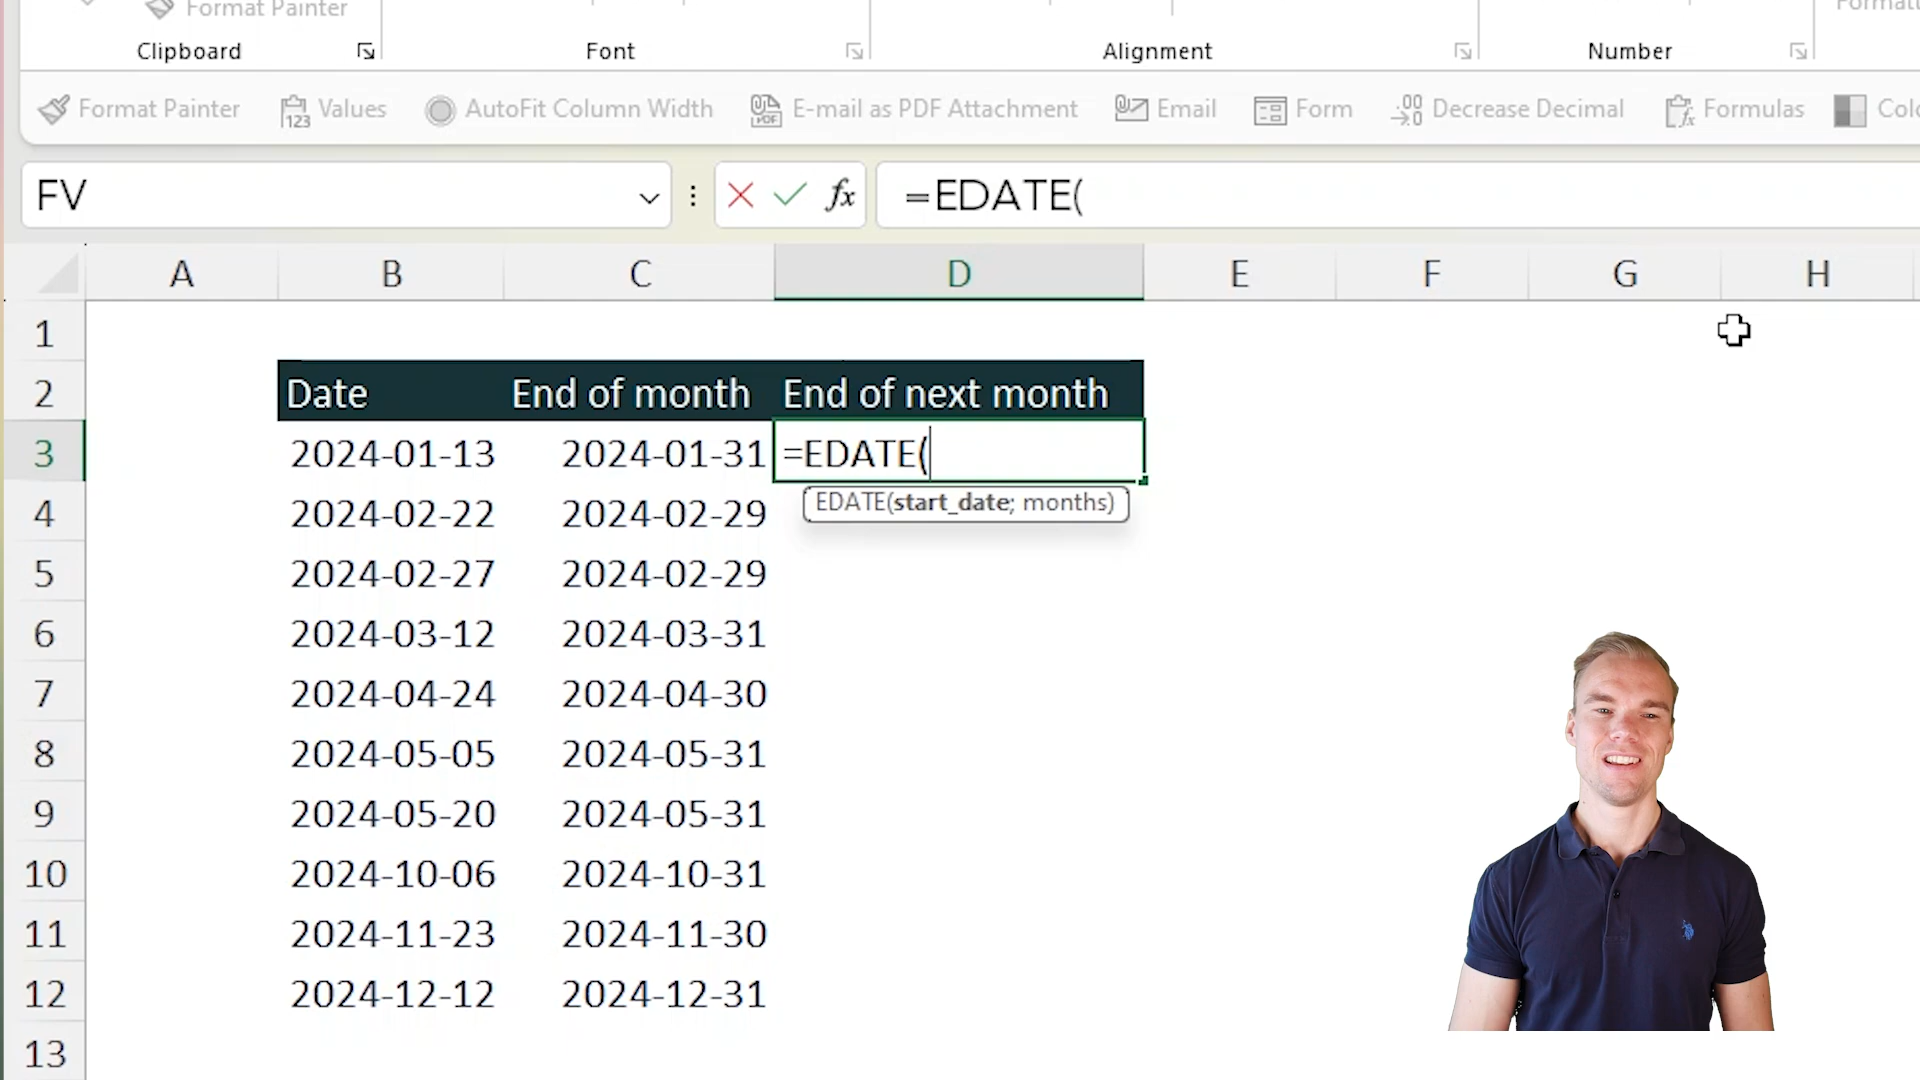 Format Painter
Clipboard Font Alignment Number
Format Painter Values AutoFit Column Width E-mail as PDF Attachment Email Form Decrease Decimal Formulas
FV fx =EDATE(
A B C D E F G H
1
2 Date End of month End of next month
3 2024-01-13 2024-01-31 =EDATE(
EDATE(start_date; months)
4 2024-02-22 2024-02-29
5 2024-02-27 2024-02-29
6 2024-03-12 2024-03-31
7 2024-04-24 2024-04-30
8 2024-05-05 2024-05-31
9 2024-05-20 2024-05-31
10 2024-10-06 2024-10-31
11 2024-11-23 2024-11-30
12 2024-12-12 2024-12-31
13